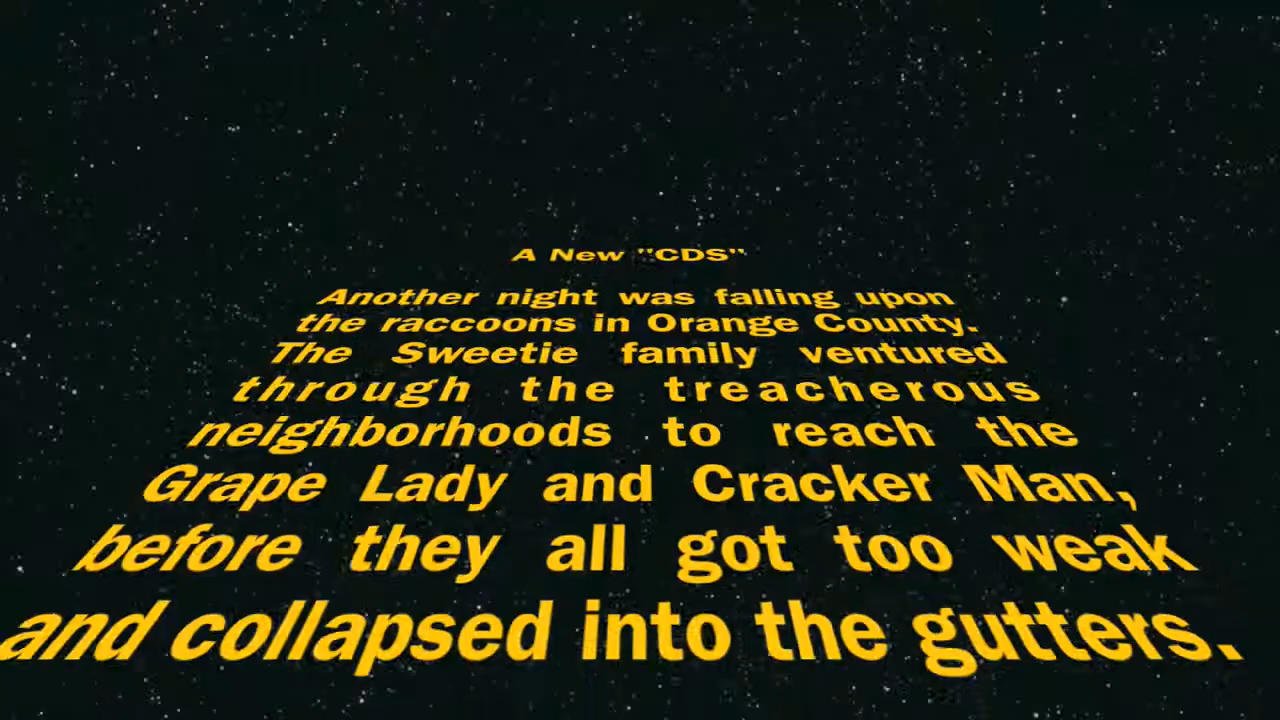 A New "CDS"
Another night was falling upon
the raccoons in Orange County.
The Sweetie family ventured
through the treacherous
neighborhoods to reach the
Grape Lady and Cracker Man,
before they all got too weak
and collapsed into the gutters.